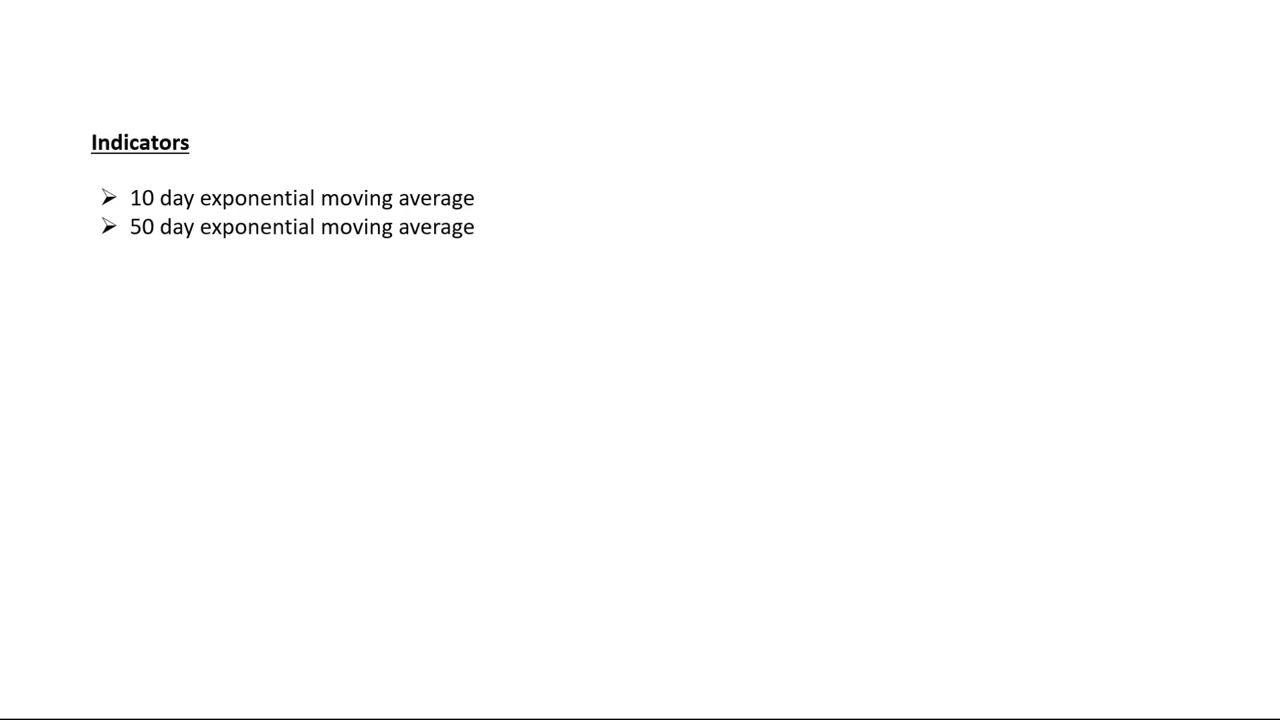 Indicators
➢ 10 day exponential moving average
➢ 50 day exponential moving average